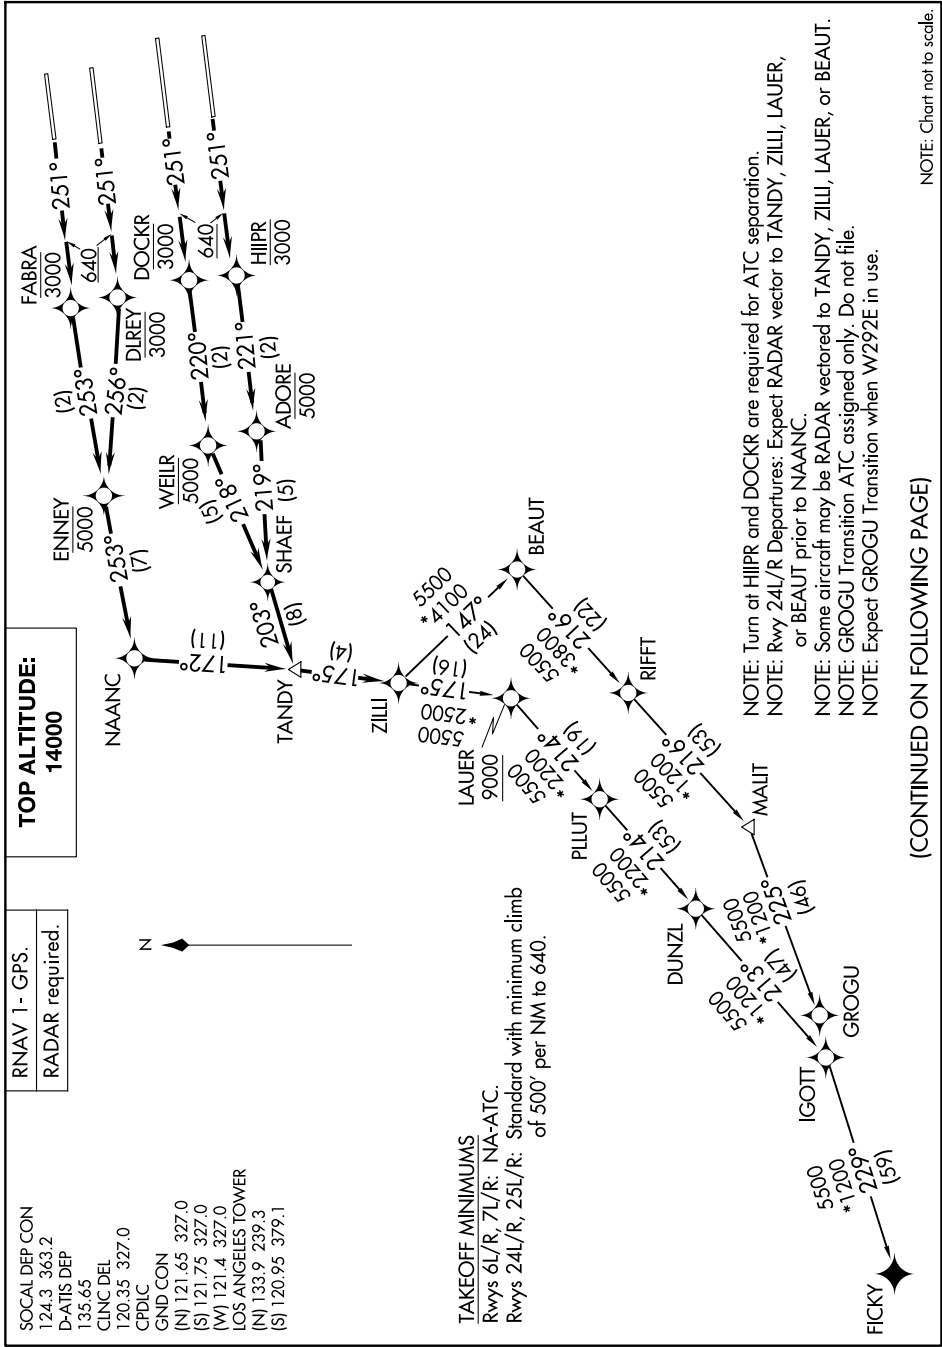 SOCAL DEP CON
124.3 363.2
D-ATIS DEP
135.65
CLNC DEL
120.35 327.0
CPDLC
GND CON
(N) 121.65 327.0
(S) 121.75 327.0
(W) 121.4 327.0
LOS ANGELES TOWER
(N) 133.9 239.3
(S) 120.95 379.1
RNAV 1 - GPS.
RADAR required.
TOP ALTITUDE:
14000
N
TAKEOFF MINIMUMS
Rwys 6L/R, 7L/R: NA-ATC.
Rwys 24L/R, 25L/R: Standard with minimum climb
of 500' per NM to 640.
FABRA
3000
251°
640
251°
DLREY
3000
(2)
253°
256°
(2)
ENNEY
5000
253°
(7)
NAANC
172°
(11)
DOCKR
3000
251°
640
251°
HIIPR
3000
220°
(2)
221°
(2)
WEILR
5000
ADORE
5000
(5)
218°
219°
(5)
SHAEF
203°
(8)
TANDY
175°
(4)
ZILLI
5500
*4100
147°
(24)
BEAUT
(16)
175°
*2500
5500
LAUER
9000
5500
*2200
214°
(19)
PLLUT
5500
*2200
214°
(53)
DUNZL
5500
*1200
213°
(47)
IGOTT
5500
*3800
216°
(22)
RIFFT
5500
*1200
216°
(53)
MALIT
5500
*1200
225°
(46)
GROGU
5500
*1200
229°
(59)
FICKY
NOTE: Turn at HIIPR and DOCKR are required for ATC separation.
NOTE: Rwy 24L/R Departures: Expect RADAR vector to TANDY, ZILLI, LAUER,
or BEAUT prior to NAANC.
NOTE: Some aircraft may be RADAR vectored to TANDY, ZILLI, LAUER, or BEAUT.
NOTE: GROGU Transition ATC assigned only. Do not file.
NOTE: Expect GROGU Transition when W292E in use.
(CONTINUED ON FOLLOWING PAGE)
NOTE: Chart not to scale.